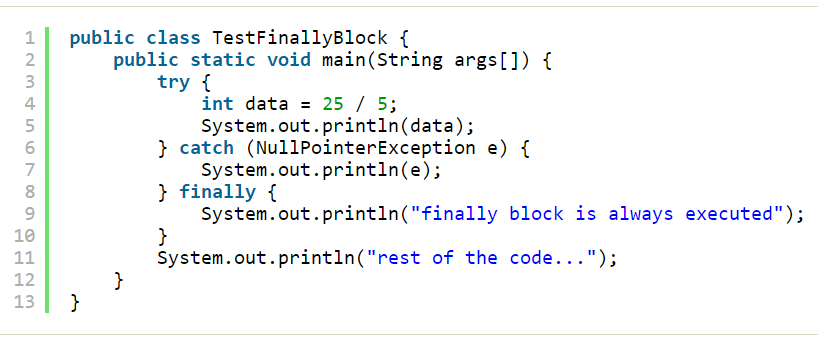 1 public class TestFinallyBlock {
2     public static void main(String args[]) {
3         try {
4             int data = 25 / 5;
5             System.out.println(data);
6         } catch (NullPointerException e) {
7             System.out.println(e);
8         } finally {
9             System.out.println("finally block is always executed");
10         }
11         System.out.println("rest of the code...");
12     }
13 }